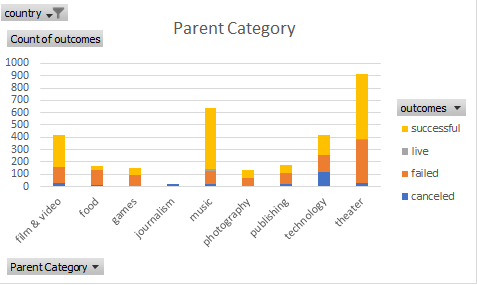 country
Count of outcomes
Parent Category
1000
900
800
700
600
500
400
300
200
100
0
film & video
food
games
journalism
music
photography
publishing
technology
theater
outcomes
successful
live
failed
canceled
Parent Category